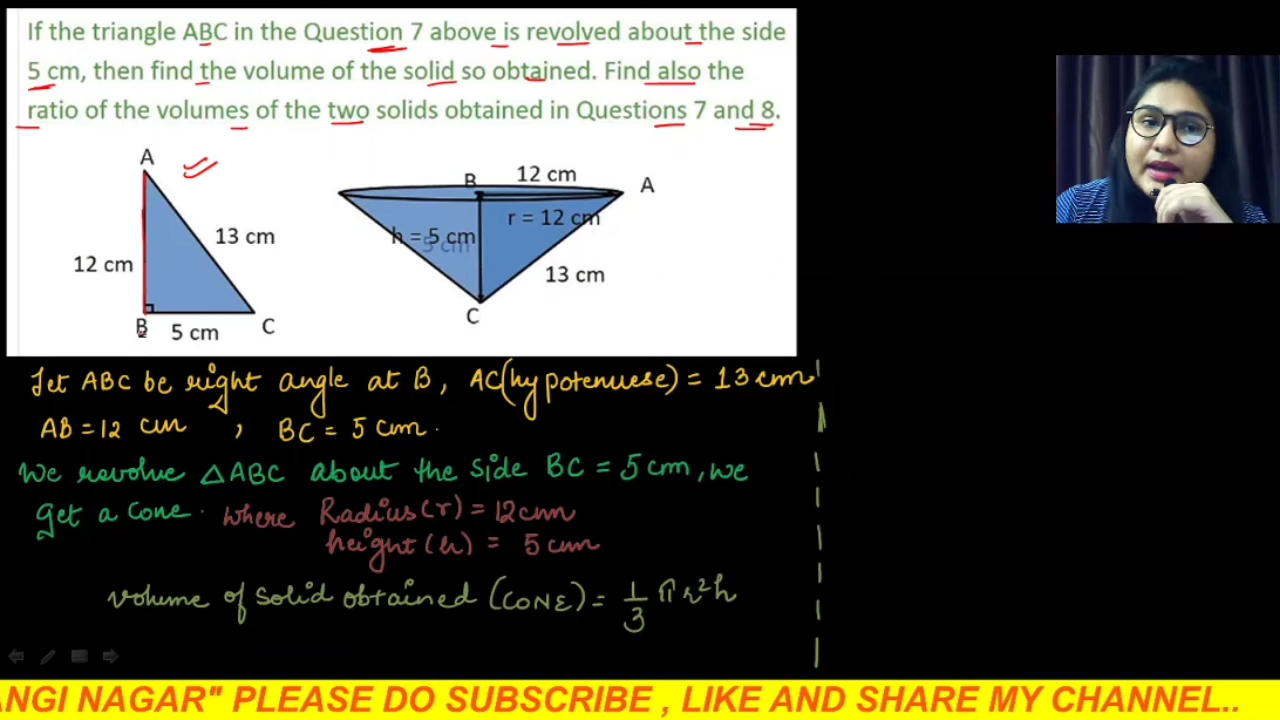 If the triangle ABC in the Question 7 above is revolved about the side
5 cm, then find the volume of the solid so obtained. Find also the
ratio of the volumes of the two solids obtained in Questions 7 and 8.
A
12 cm
13 cm
B
5 cm
C
B
12 cm
A
r = 12 cm
h = 5 cm
5 cm
13 cm
C
Let ABC be right angle at B, AC(hypotenuese) = 13 cm
AB = 12 cm , BC = 5 cm.
We revolve △ABC about the side BC = 5 cm, we
get a cone. where Radius(r) = 12cm
height(h) = 5 cm
volume of solid obtained (CONE) = 1/3 πr²h
ANGI NAGAR" PLEASE DO SUBSCRIBE , LIKE AND SHARE MY CHANNEL..